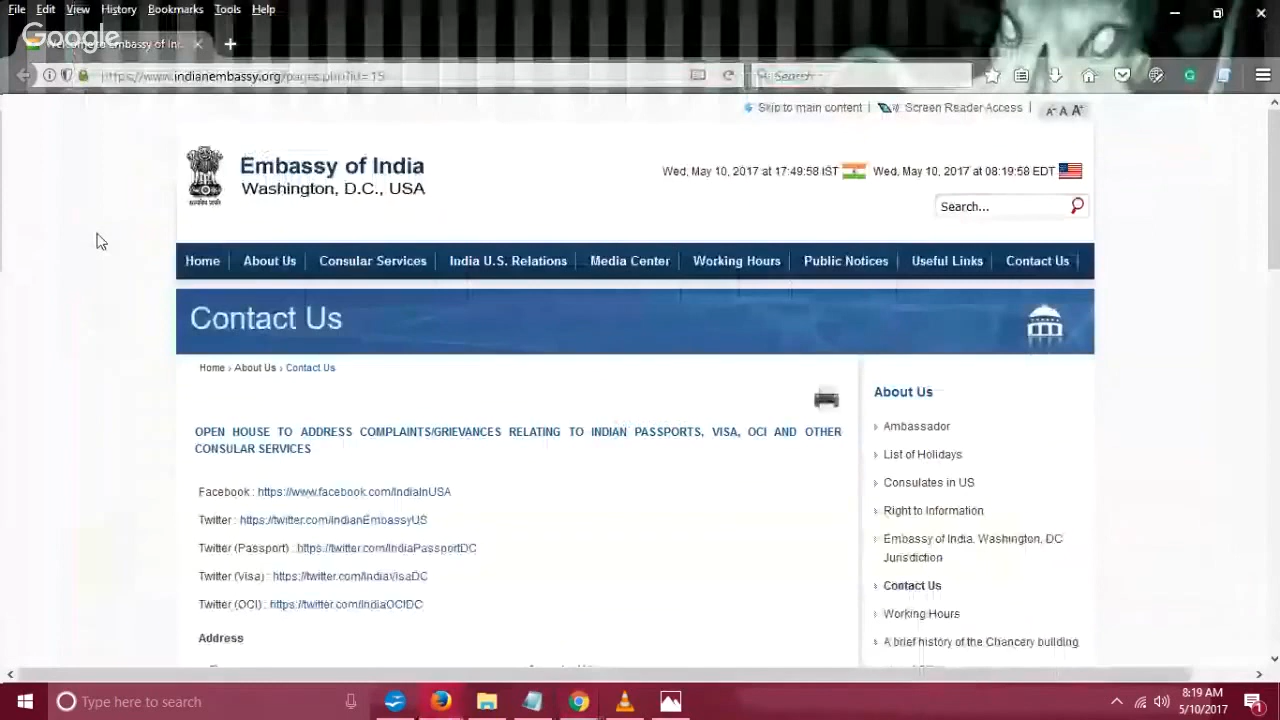 File Edit View History Bookmarks Tools Help
Google
Welcome to Embassy of In
https://www.indianembassy.org/pages.php?id=15
Search
Skip to main content | Screen Reader Access | A- A A+
Embassy of India
Washington, D.C., USA
Wed, May 10, 2017 at 17:49:58 IST Wed, May 10, 2017 at 08:19:58 EDT
Search...
Home About Us Consular Services India U.S. Relations Media Center Working Hours Public Notices Useful Links Contact Us
Contact Us
Home › About Us › Contact Us
OPEN HOUSE TO ADDRESS COMPLAINTS/GRIEVANCES RELATING TO INDIAN PASSPORTS, VISA, OCI AND OTHER
CONSULAR SERVICES
Facebook : https://www.facebook.com/IndiaInUSA
Twitter : https://twitter.com/IndianEmbassyUS
Twitter (Passport) : https://twitter.com/IndiaPassportDC
Twitter (Visa) : https://twitter.com/IndiaVisaDC
Twitter (OCI) : https://twitter.com/IndiaOCIDC
Address
About Us
Ambassador
List of Holidays
Consulates in US
Right to Information
Embassy of India, Washington, DC
Jurisdiction
Contact Us
Working Hours
A brief history of the Chancery building
Type here to search
8:19 AM
5/10/2017
1